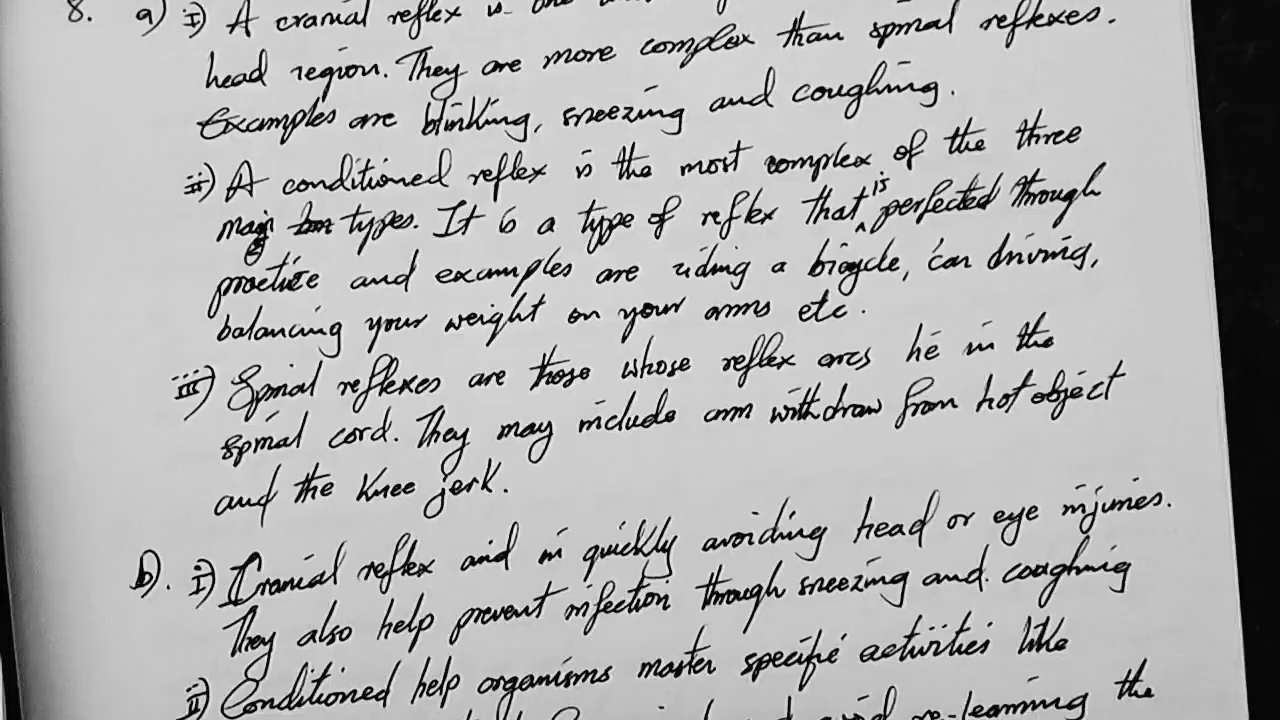 8. a) i) A cranial reflex is one
head region. They are more complex than spinal reflexes.
Examples are blinking, sneezing and coughing.
ii) A conditioned reflex is the most complex of the three
main types. It is a type of reflex that is perfected through
practice and examples are riding a bicycle, car driving,
balancing your weight on your arms etc.
iii) Spinal reflexes are those whose reflex arcs lie in the
spinal cord. They may include arm withdraw from hot object
and the knee jerk.
b). i) Cranial reflex aid in quickly avoiding head or eye injuries.
They also help prevent infection through sneezing and coughing
ii) Conditioned help organisms master specific activities like
re-learning the